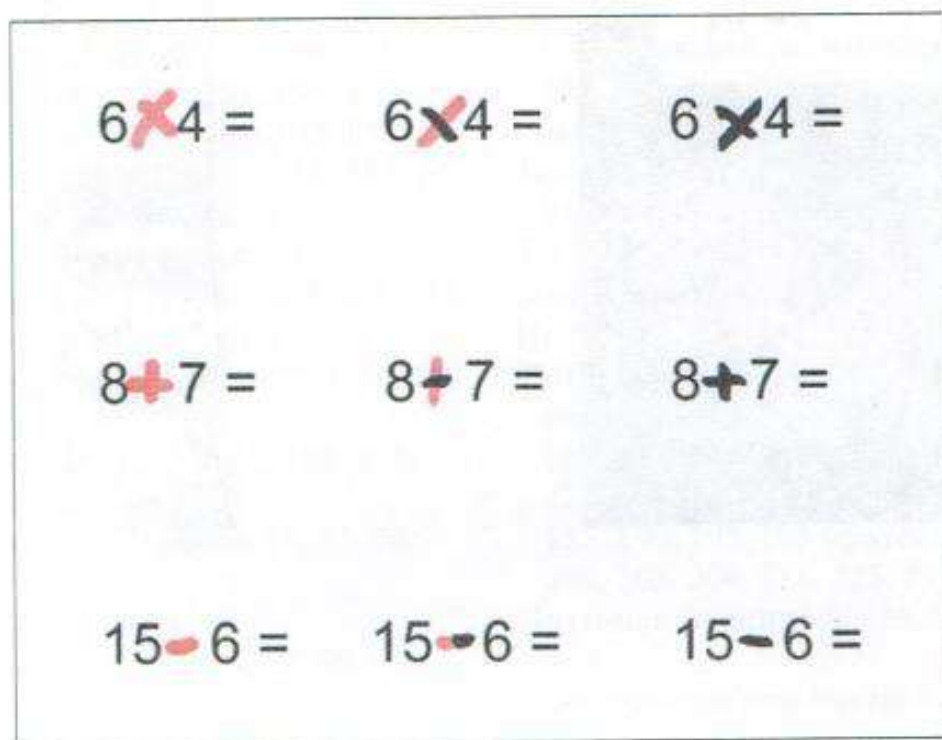 6×4 = 6×4 = 6 ×4 =
8+7 = 8+7 = 8+7 =
15-6 = 15-6 = 15-6 =